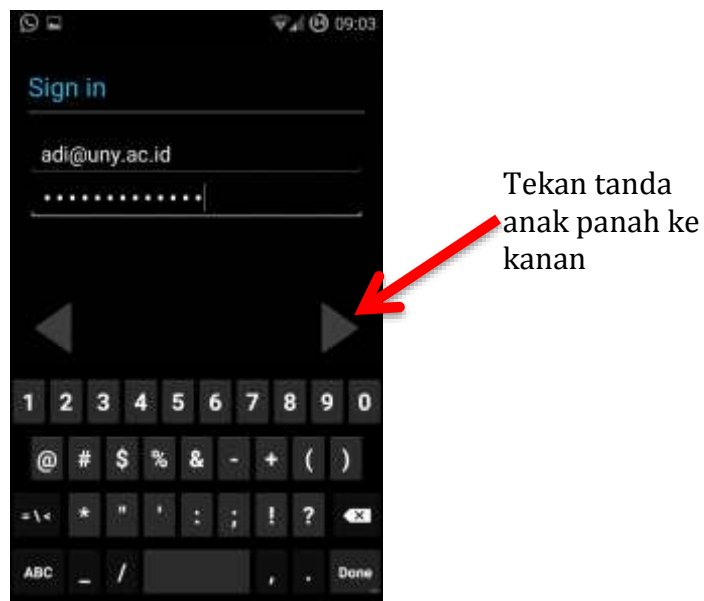 09:03
Sign in
adi@uny.ac.id
•••••••••••••
Tekan tanda
anak panah ke
kanan
1 2 3 4 5 6 7 8 9 0
@ # $ % & - + ( )
=\< * " ' : ; ! ?
ABC _ / , . Done